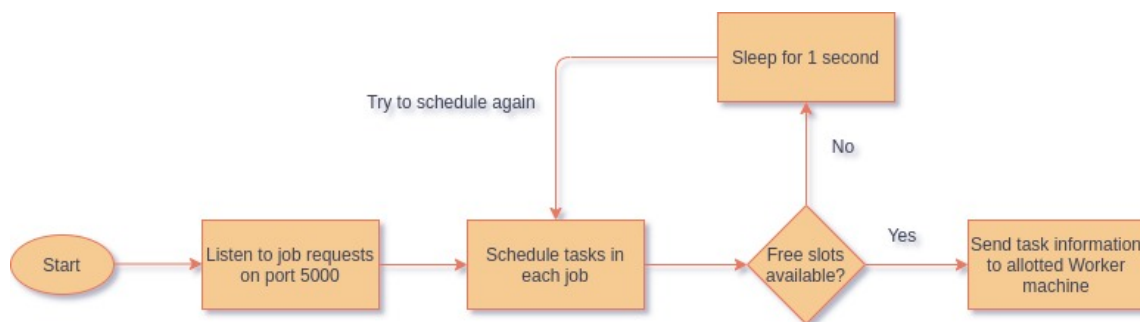 Sleep for 1 second
Try to schedule again
No
Start
Listen to job requests
on port 5000
Schedule tasks in
each job
Free slots
available?
Yes
Send task information
to allotted Worker
machine